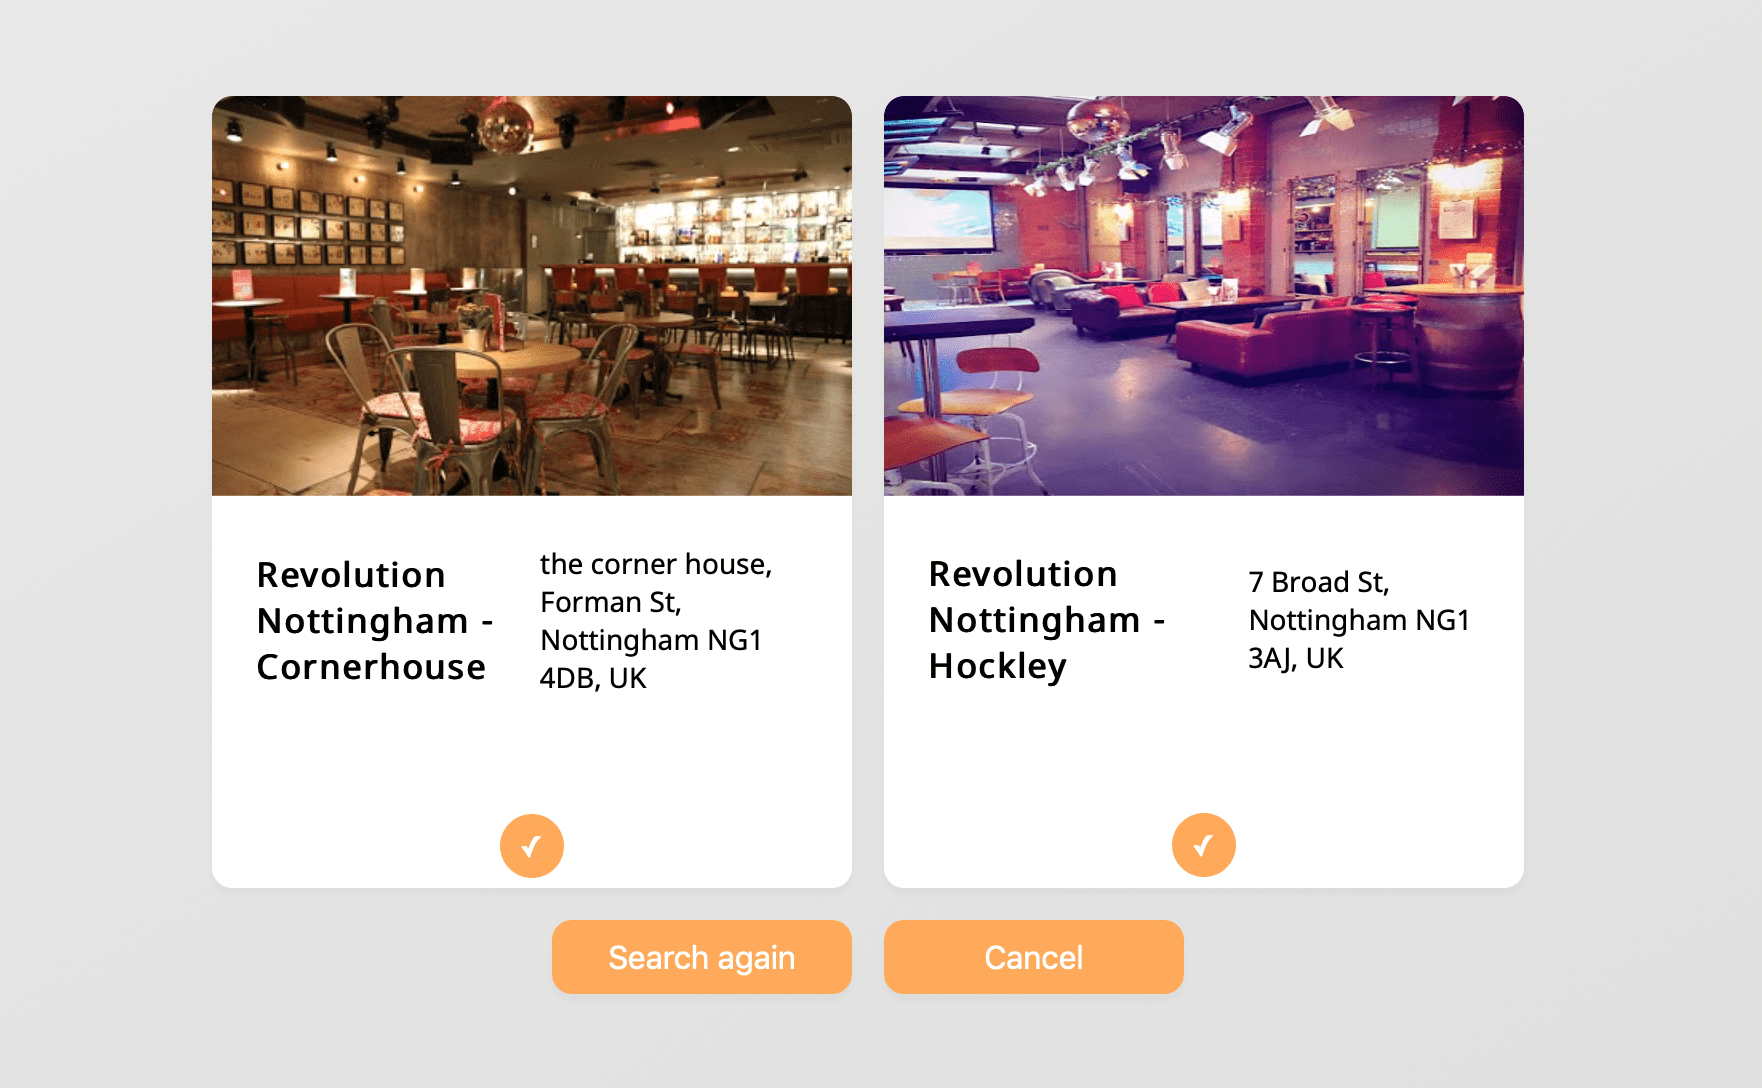 Revolution
Nottingham -
Cornerhouse
the corner house,
Forman St,
Nottingham NG1
4DB, UK
Revolution
Nottingham -
Hockley
7 Broad St,
Nottingham NG1
3AJ, UK
Search again
Cancel